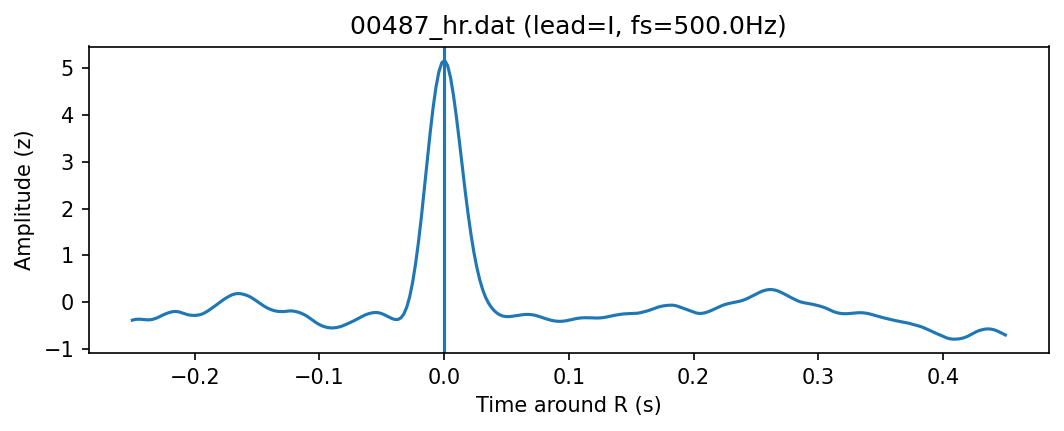 00487_hr.dat (lead=I, fs=500.0Hz)
Amplitude (z)
5
4
3
2
1
0
−1
−0.2 −0.1 0.0 0.1 0.2 0.3 0.4
Time around R (s)